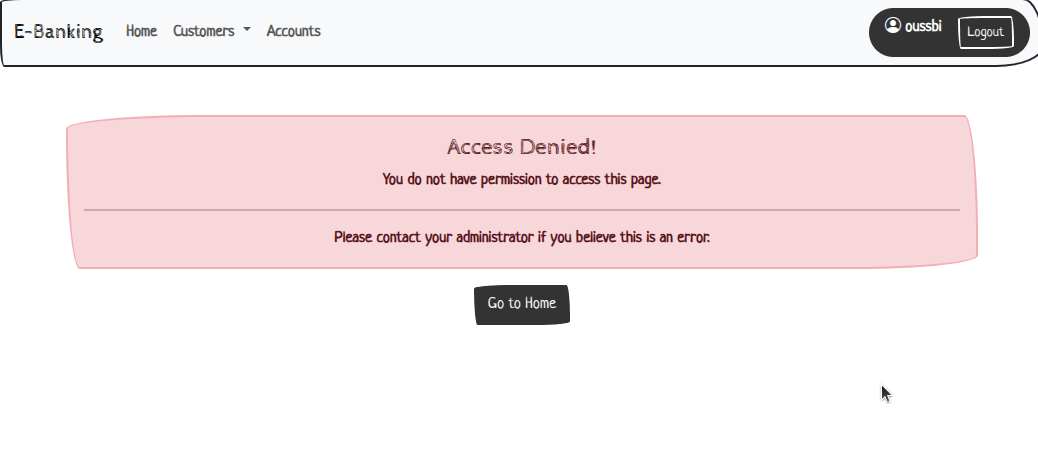 E-Banking Home Customers Accounts oussbi Logout
Access Denied!
You do not have permission to access this page.
Please contact your administrator if you believe this is an error.
Go to Home